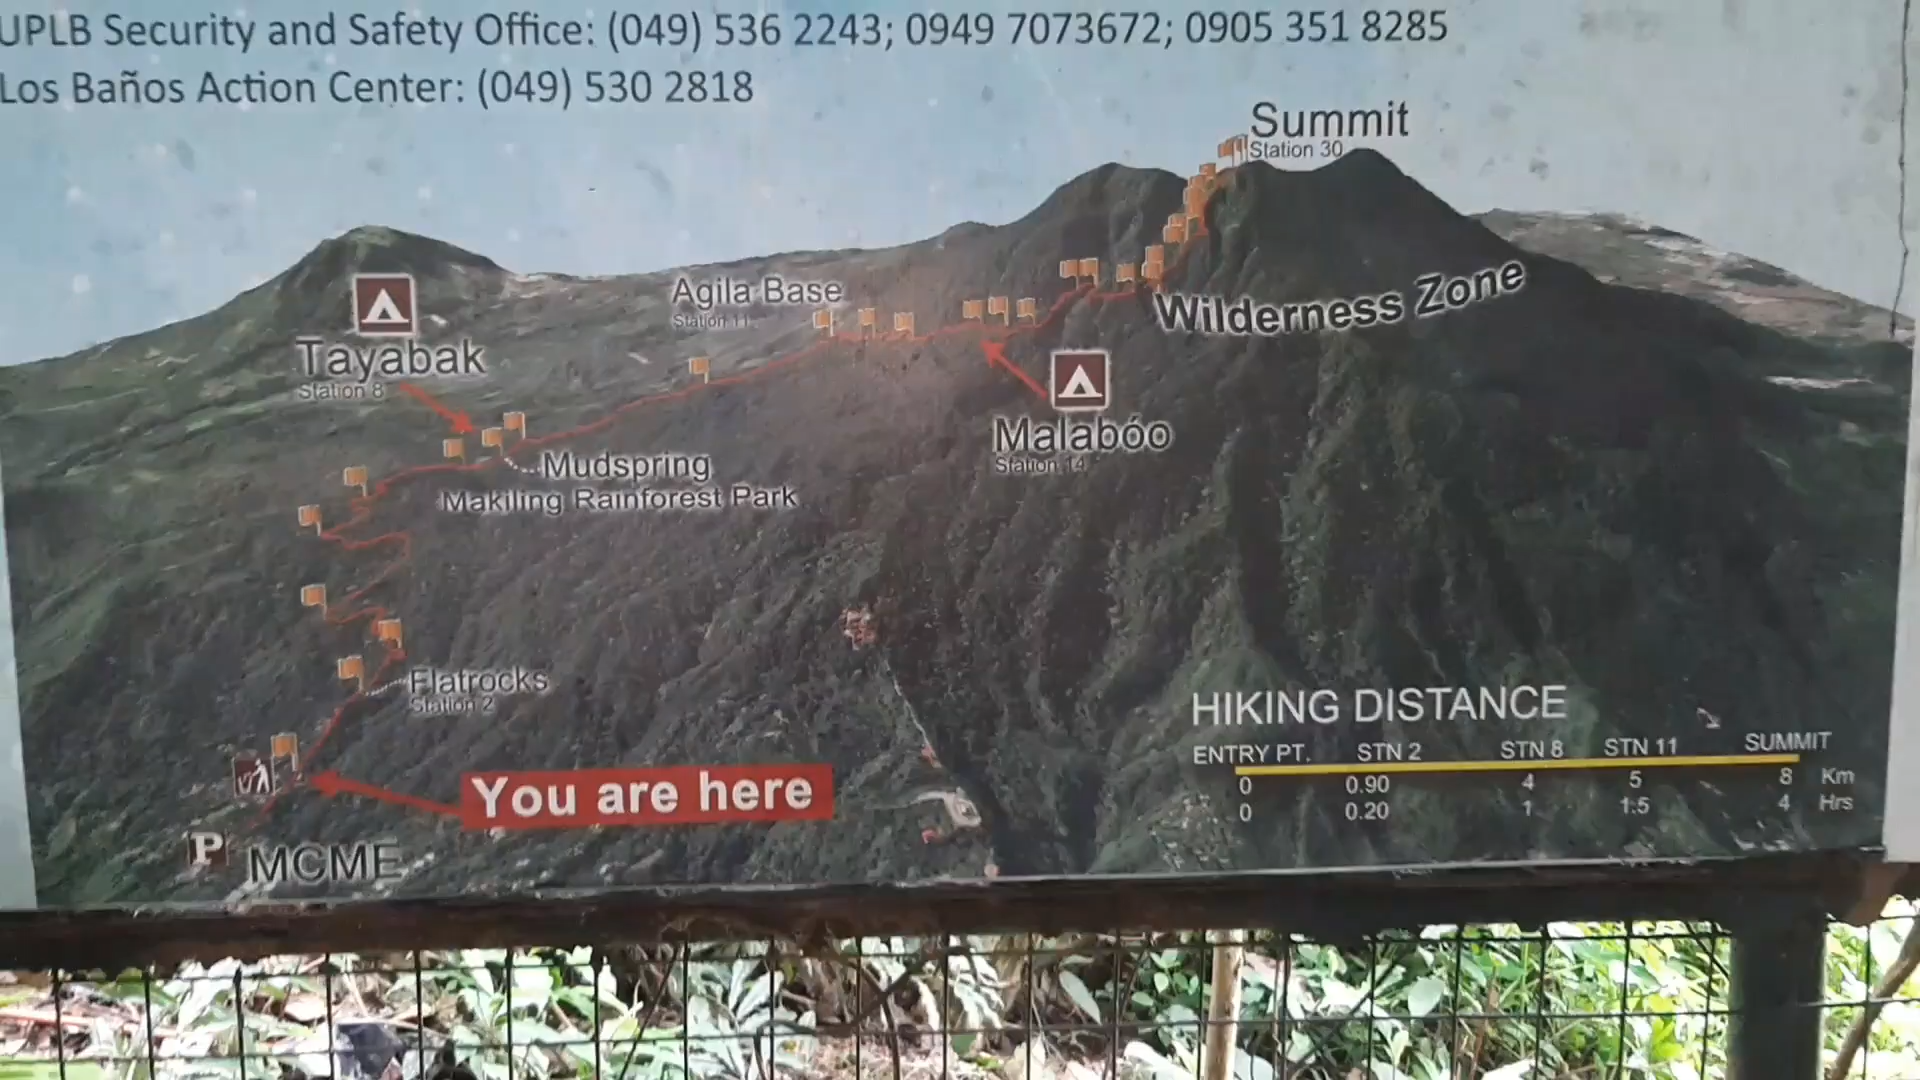 UPLB Security and Safety Office: (049) 536 2243; 0949 7073672; 0905 351 8285
Los Baños Action Center: (049) 530 2818
Summit
Station 30
Agila Base
Station 11
Wilderness Zone
Tayabak
Station 8
Malabóo
Station 14
Mudspring
Makiling Rainforest Park
Flatrocks
Station 2
You are here
P MCME
HIKING DISTANCE
ENTRY PT. STN 2 STN 8 STN 11 SUMMIT
0 0.90 4 5 8 Km
0 0.20 1 1.5 4 Hrs